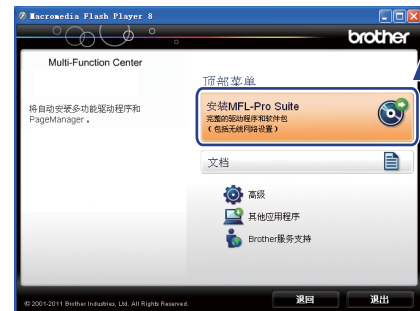 Macromedia Flash Player 8
brother
Multi-Function Center
顶部菜单
将自动安装多功能驱动程序和
PageManager。
安装MFL-Pro Suite
完整的驱动程序和软件包
（包括无线网络设置）
文档
高级
其他应用程序
Brother服务支持
© 2001-2011 Brother Industries, Ltd. All Rights Reserved.
退回
退出